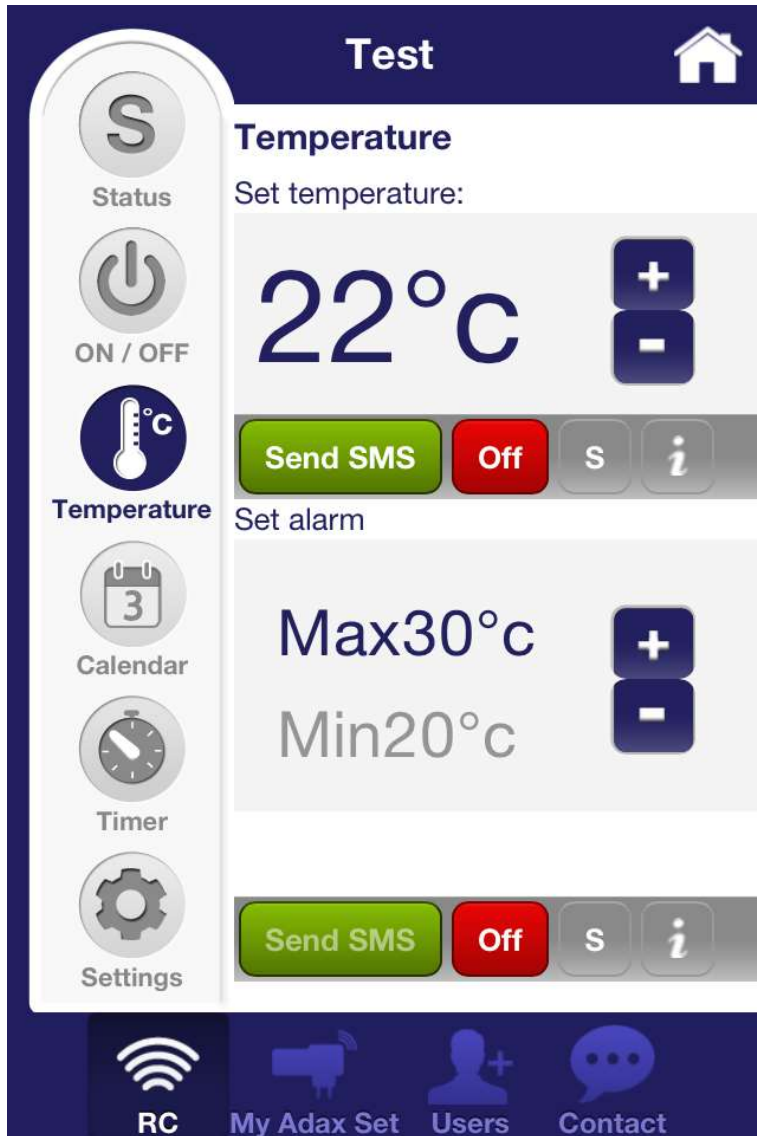 Test
S
Status
ON / OFF
°C
Temperature
3
Calendar
Timer
Settings
Temperature
Set temperature:
22°c
+
-
Send SMS Off S i
Set alarm
Max30°c
Min20°c
+
-
Send SMS Off S i
RC My Adax Set Users Contact